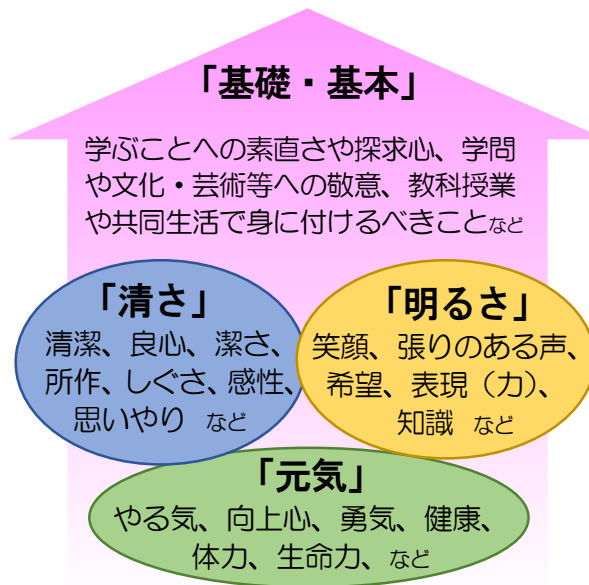 「基礎・基本」
学ぶことへの素直さや探求心、学問
や文化・芸術等への敬意、教科授業
や共同生活で身に付けるべきことなど
「清さ」
清潔、良心、潔さ、
所作、しぐさ、感性、
思いやり など
「明るさ」
笑顔、張りのある声、
希望、表現（力）、
知識 など
「元気」
やる気、向上心、勇気、健康、
体力、生命力、など